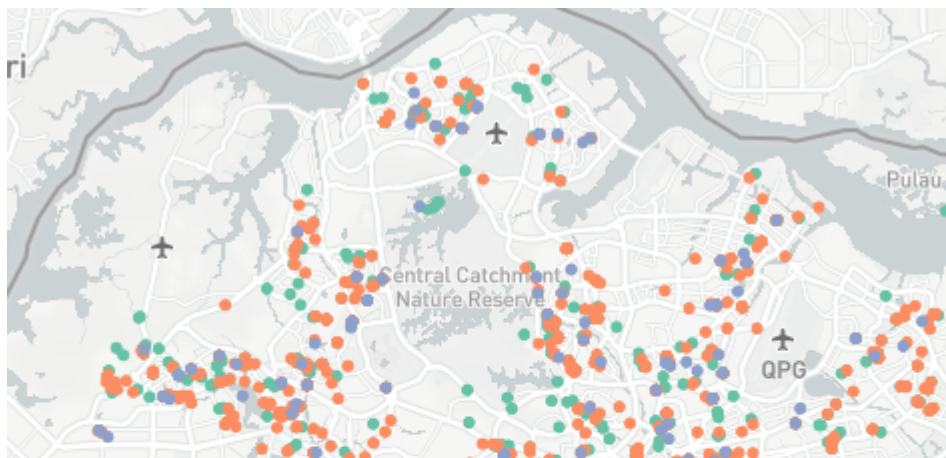 ri
Pulau
Central Catchment
Nature Reserve
QPG